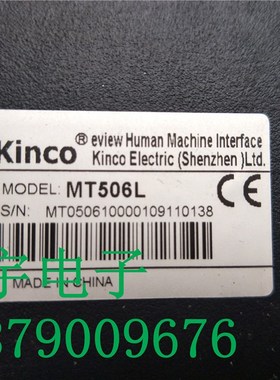 Kinco® eview Human Machine Interface
Kinco Electric (Shenzhen )Ltd.
MODEL: MT506L
S/N: MT050610000109110138
CE
MADE IN CHINA
宇电子
379009676